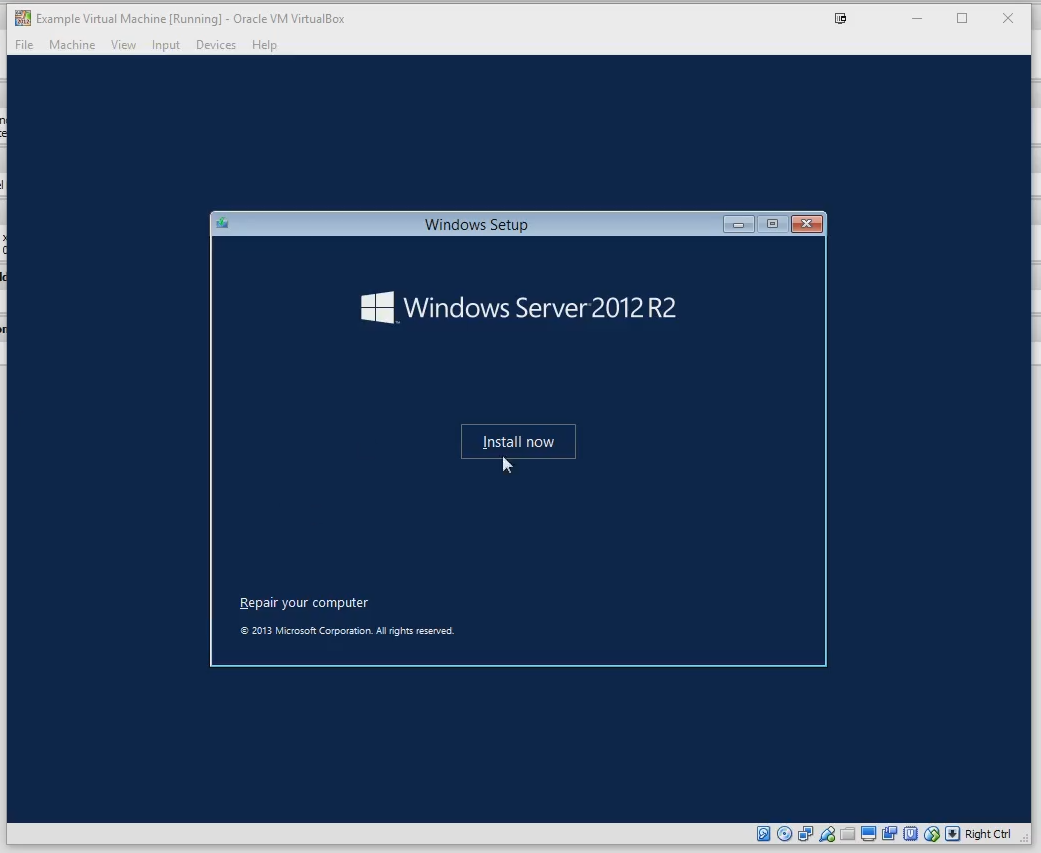 Example Virtual Machine [Running] - Oracle VM VirtualBox
File Machine View Input Devices Help
Windows Setup
Windows Server 2012 R2
Install now
Repair your computer
© 2013 Microsoft Corporation. All rights reserved.
Right Ctrl